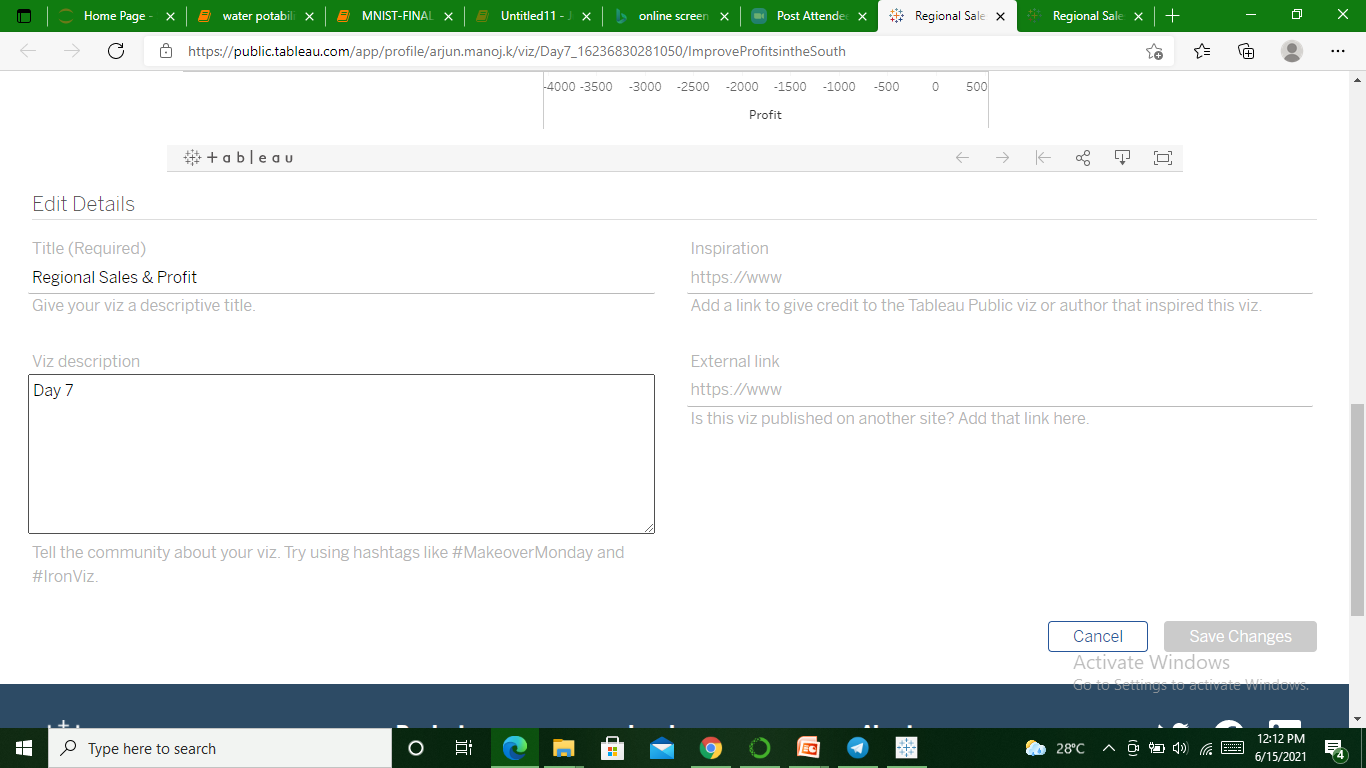 Home Page -
water potabili
MNIST-FINAL
Untitled11 - J
online screen
Post Attendee
Regional Sale
Regional Sale
https://public.tableau.com/app/profile/arjun.manoj.k/viz/Day7_16236830281050/ImproveProfitsintheSouth
-4000 -3500 -3000 -2500 -2000 -1500 -1000 -500 0 500
Profit
+ a b | e a u
Edit Details
Title (Required)
Regional Sales & Profit
Give your viz a descriptive title.
Inspiration
https://www
Add a link to give credit to the Tableau Public viz or author that inspired this viz.
Viz description
Day 7
Tell the community about your viz. Try using hashtags like #MakeoverMonday and
#IronViz.
External link
https://www
Is this viz published on another site? Add that link here.
Cancel
Save Changes
Activate Windows
Go to Settings to activate Windows.
Type here to search
28°C
12:12 PM
6/15/2021
4